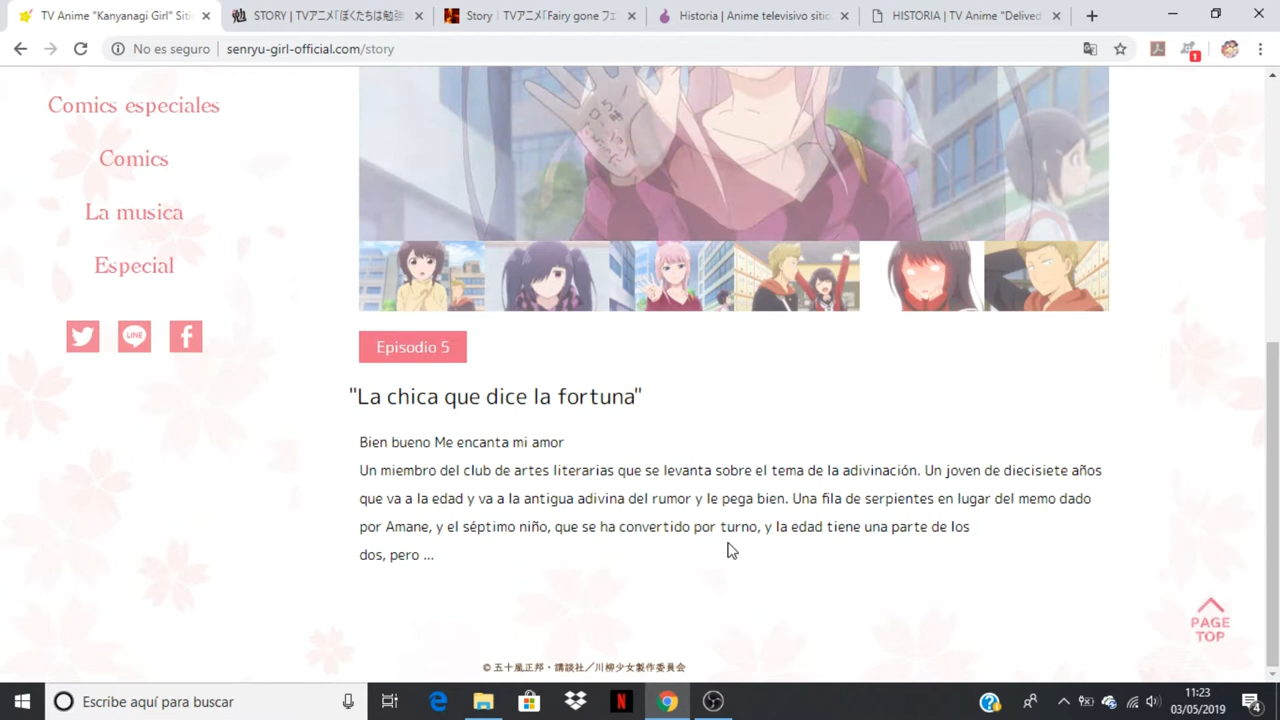 TV Anime "Kanyanagi Girl" Siti
STORY | TVアニメ「ぼくたちは勉強
Story | TVアニメ「Fairy gone フェ
Historia | Anime televisivo sitio
HISTORIA | TV Anime "Delived
No es seguro
senryu-girl-official.com/story
1
Comics especiales
Comics
La musica
Especial
LINE
Episodio 5
"La chica que dice la fortuna"
Bien bueno Me encanta mi amor
Un miembro del club de artes literarias que se levanta sobre el tema de la adivinación. Un joven de diecisiete años
que va a la edad y va a la antigua adivina del rumor y le pega bien. Una fila de serpientes en lugar del memo dado
por Amane, y el séptimo niño, que se ha convertido por turno, y la edad tiene una parte de los
dos, pero ...
PAGE
TOP
© 五十嵐正邦・講談社／川柳少女製作委員会
Escribe aquí para buscar
11:23
03/05/2019
4